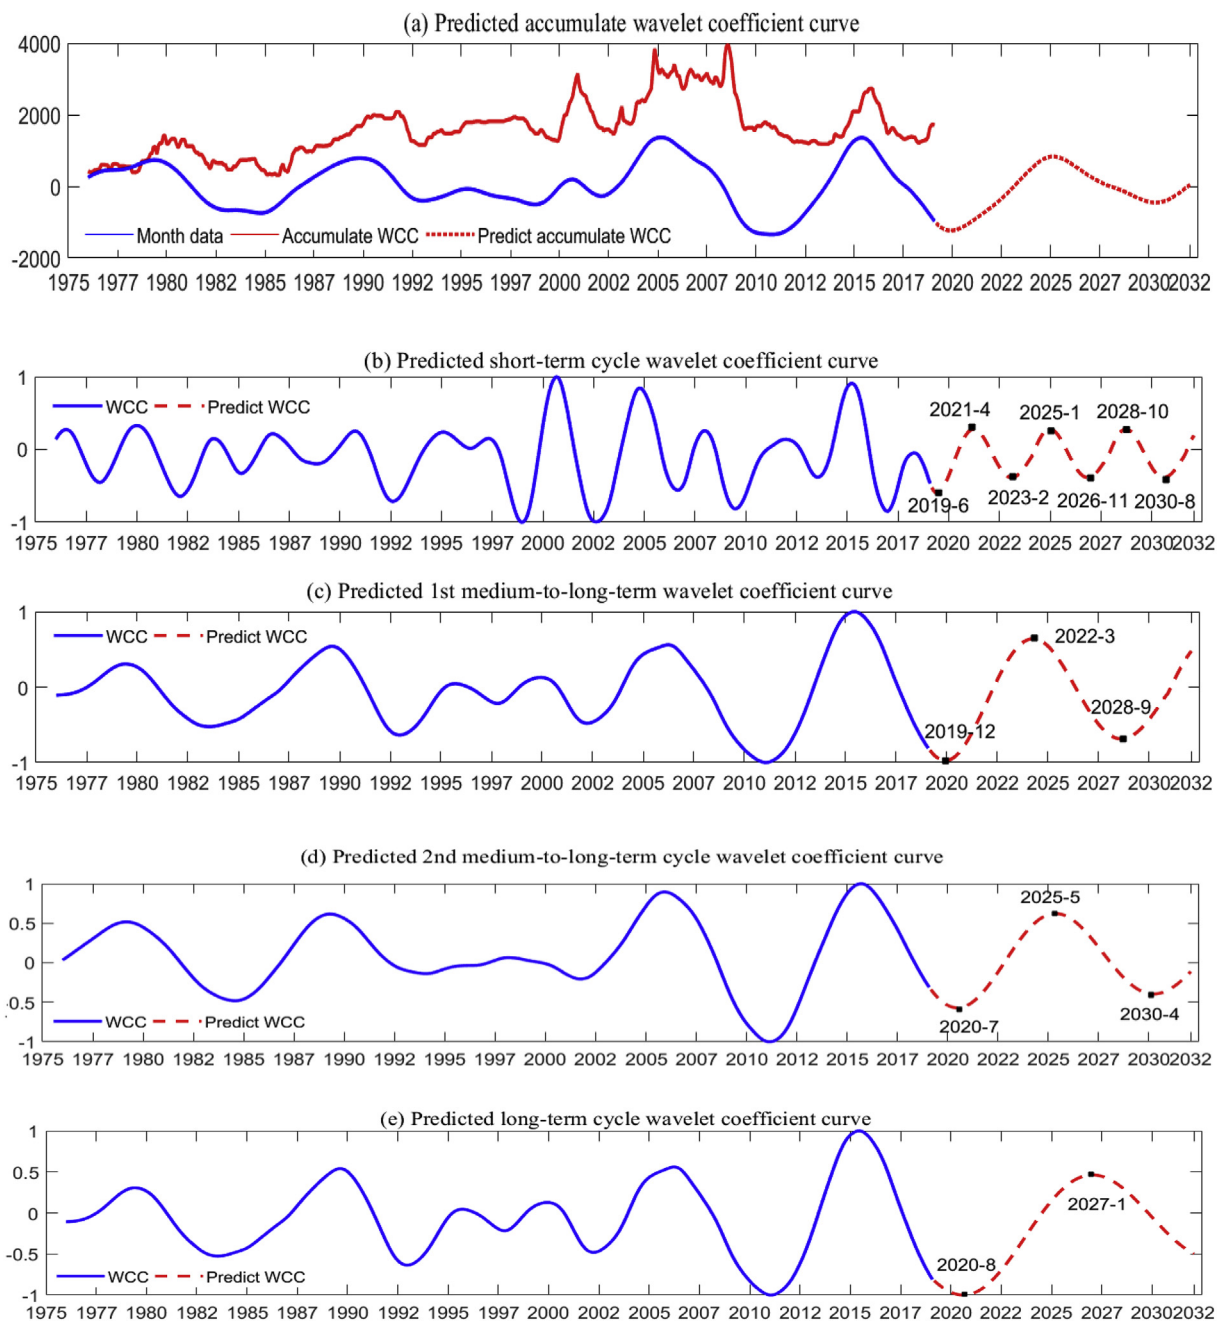 (a) Predicted accumulate wavelet coefficient curve
4000
2000
0
-2000
Month data Accumulate WCC Predict accumulate WCC
1975 1977 1980 1982 1985 1987 1990 1992 1995 1997 2000 2002 2005 2007 2010 2012 2015 2017 2020 2022 2025 2027 20302032
(b) Predicted short-term cycle wavelet coefficient curve
1
0
-1
WCC Predict WCC
2021-4 2025-1 2028-10
2019-6 2023-2 2026-11 2030-8
1975 1977 1980 1982 1985 1987 1990 1992 1995 1997 2000 2002 2005 2007 2010 2012 2015 2017 2020 2022 2025 2027 20302032
(c) Predicted 1st medium-to-long-term wavelet coefficient curve
1
0
-1
WCC Predict WCC
2022-3
2028-9
2019-12
1975 1977 1980 1982 1985 1987 1990 1992 1995 1997 2000 2002 2005 2007 2010 2012 2015 2017 2020 2022 2025 2027 20302032
(d) Predicted 2nd medium-to-long-term cycle wavelet coefficient curve
1
0.5
0
0.5
-1
2025-5
WCC Predict WCC
2020-7
2030-4
1975 1977 1980 1982 1985 1987 1990 1992 1995 1997 2000 2002 2005 2007 2010 2012 2015 2017 2020 2022 2025 2027 20302032
(e) Predicted long-term cycle wavelet coefficient curve
1
0.5
0
-0.5
-1
2027-1
2020-8
WCC Predict WCC
1975 1977 1980 1982 1985 1987 1990 1992 1995 1997 2000 2002 2005 2007 2010 2012 2015 2017 2020 2022 2025 2027 20302032